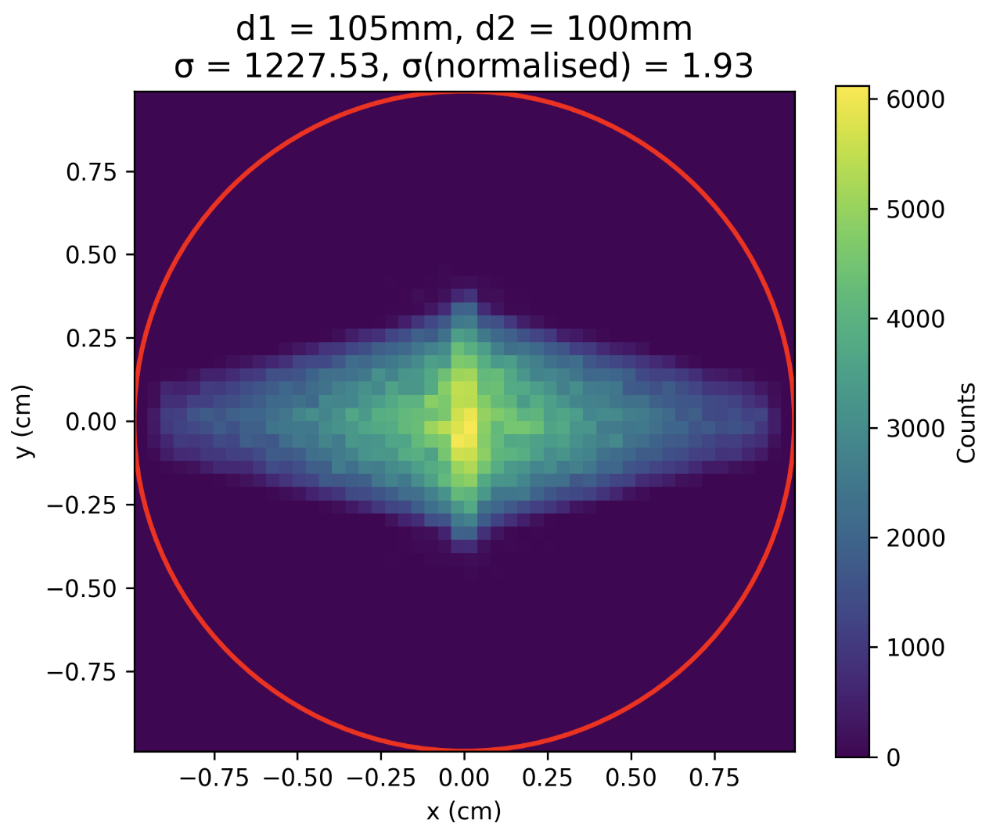 d1 = 105mm, d2 = 100mm
σ = 1227.53, σ(normalised) = 1.93
0.75
0.50
0.25
0.00
−0.25
−0.50
−0.75
y (cm)
−0.75 −0.50 −0.25 0.00 0.25 0.50 0.75
x (cm)
6000
5000
4000
3000
2000
1000
0
Counts